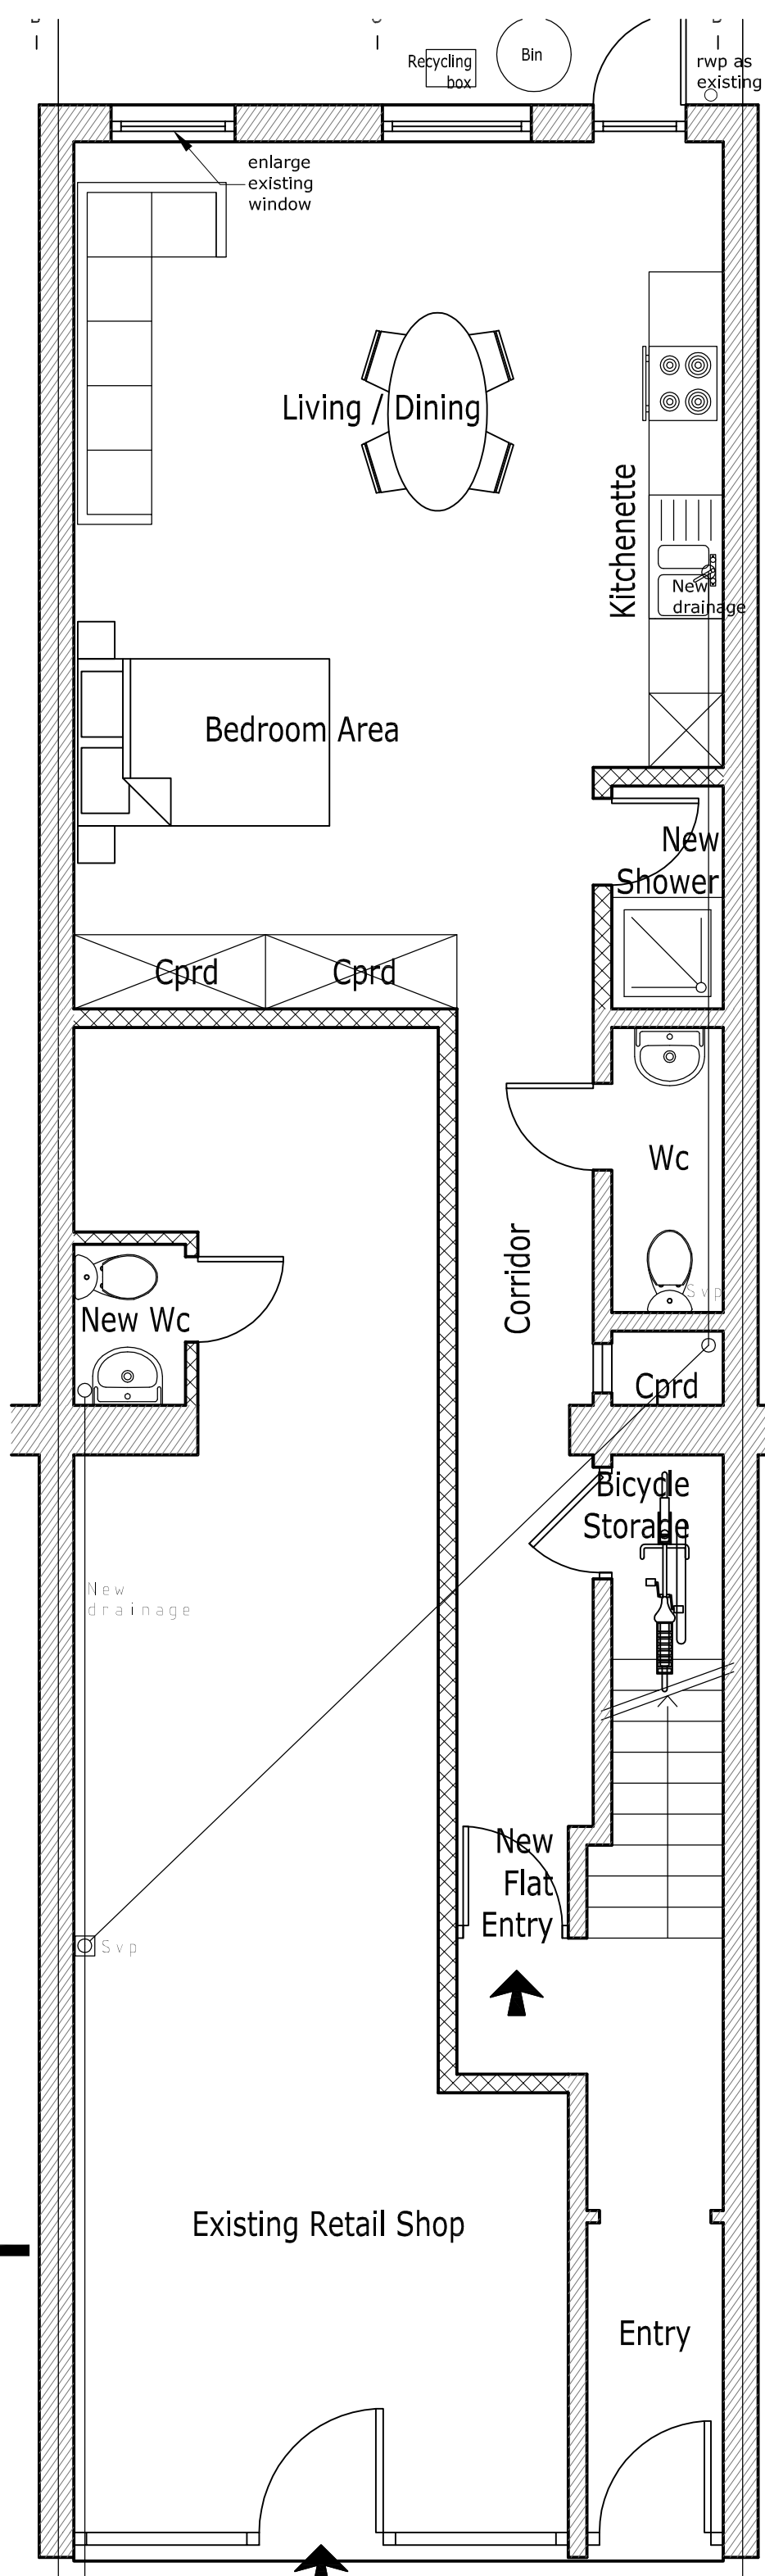 Recycling
box
Bin
rwp as
existing
enlarge
existing
window
Living / Dining
Kitchenette
New
drainage
Bedroom Area
New
Shower
Cprd
Cprd
Wc
Corridor
New Wc
Svp
Cprd
Bicycle
Storage
New
drainage
New
Flat
Entry
Svp
Existing Retail Shop
Entry